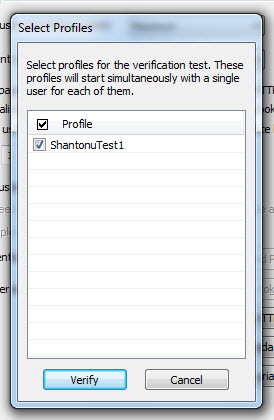 Select Profiles
Select profiles for the verification test. These
profiles will start simultaneously with a single
user for each of them.
Profile
ShantonuTest1
Verify
Cancel